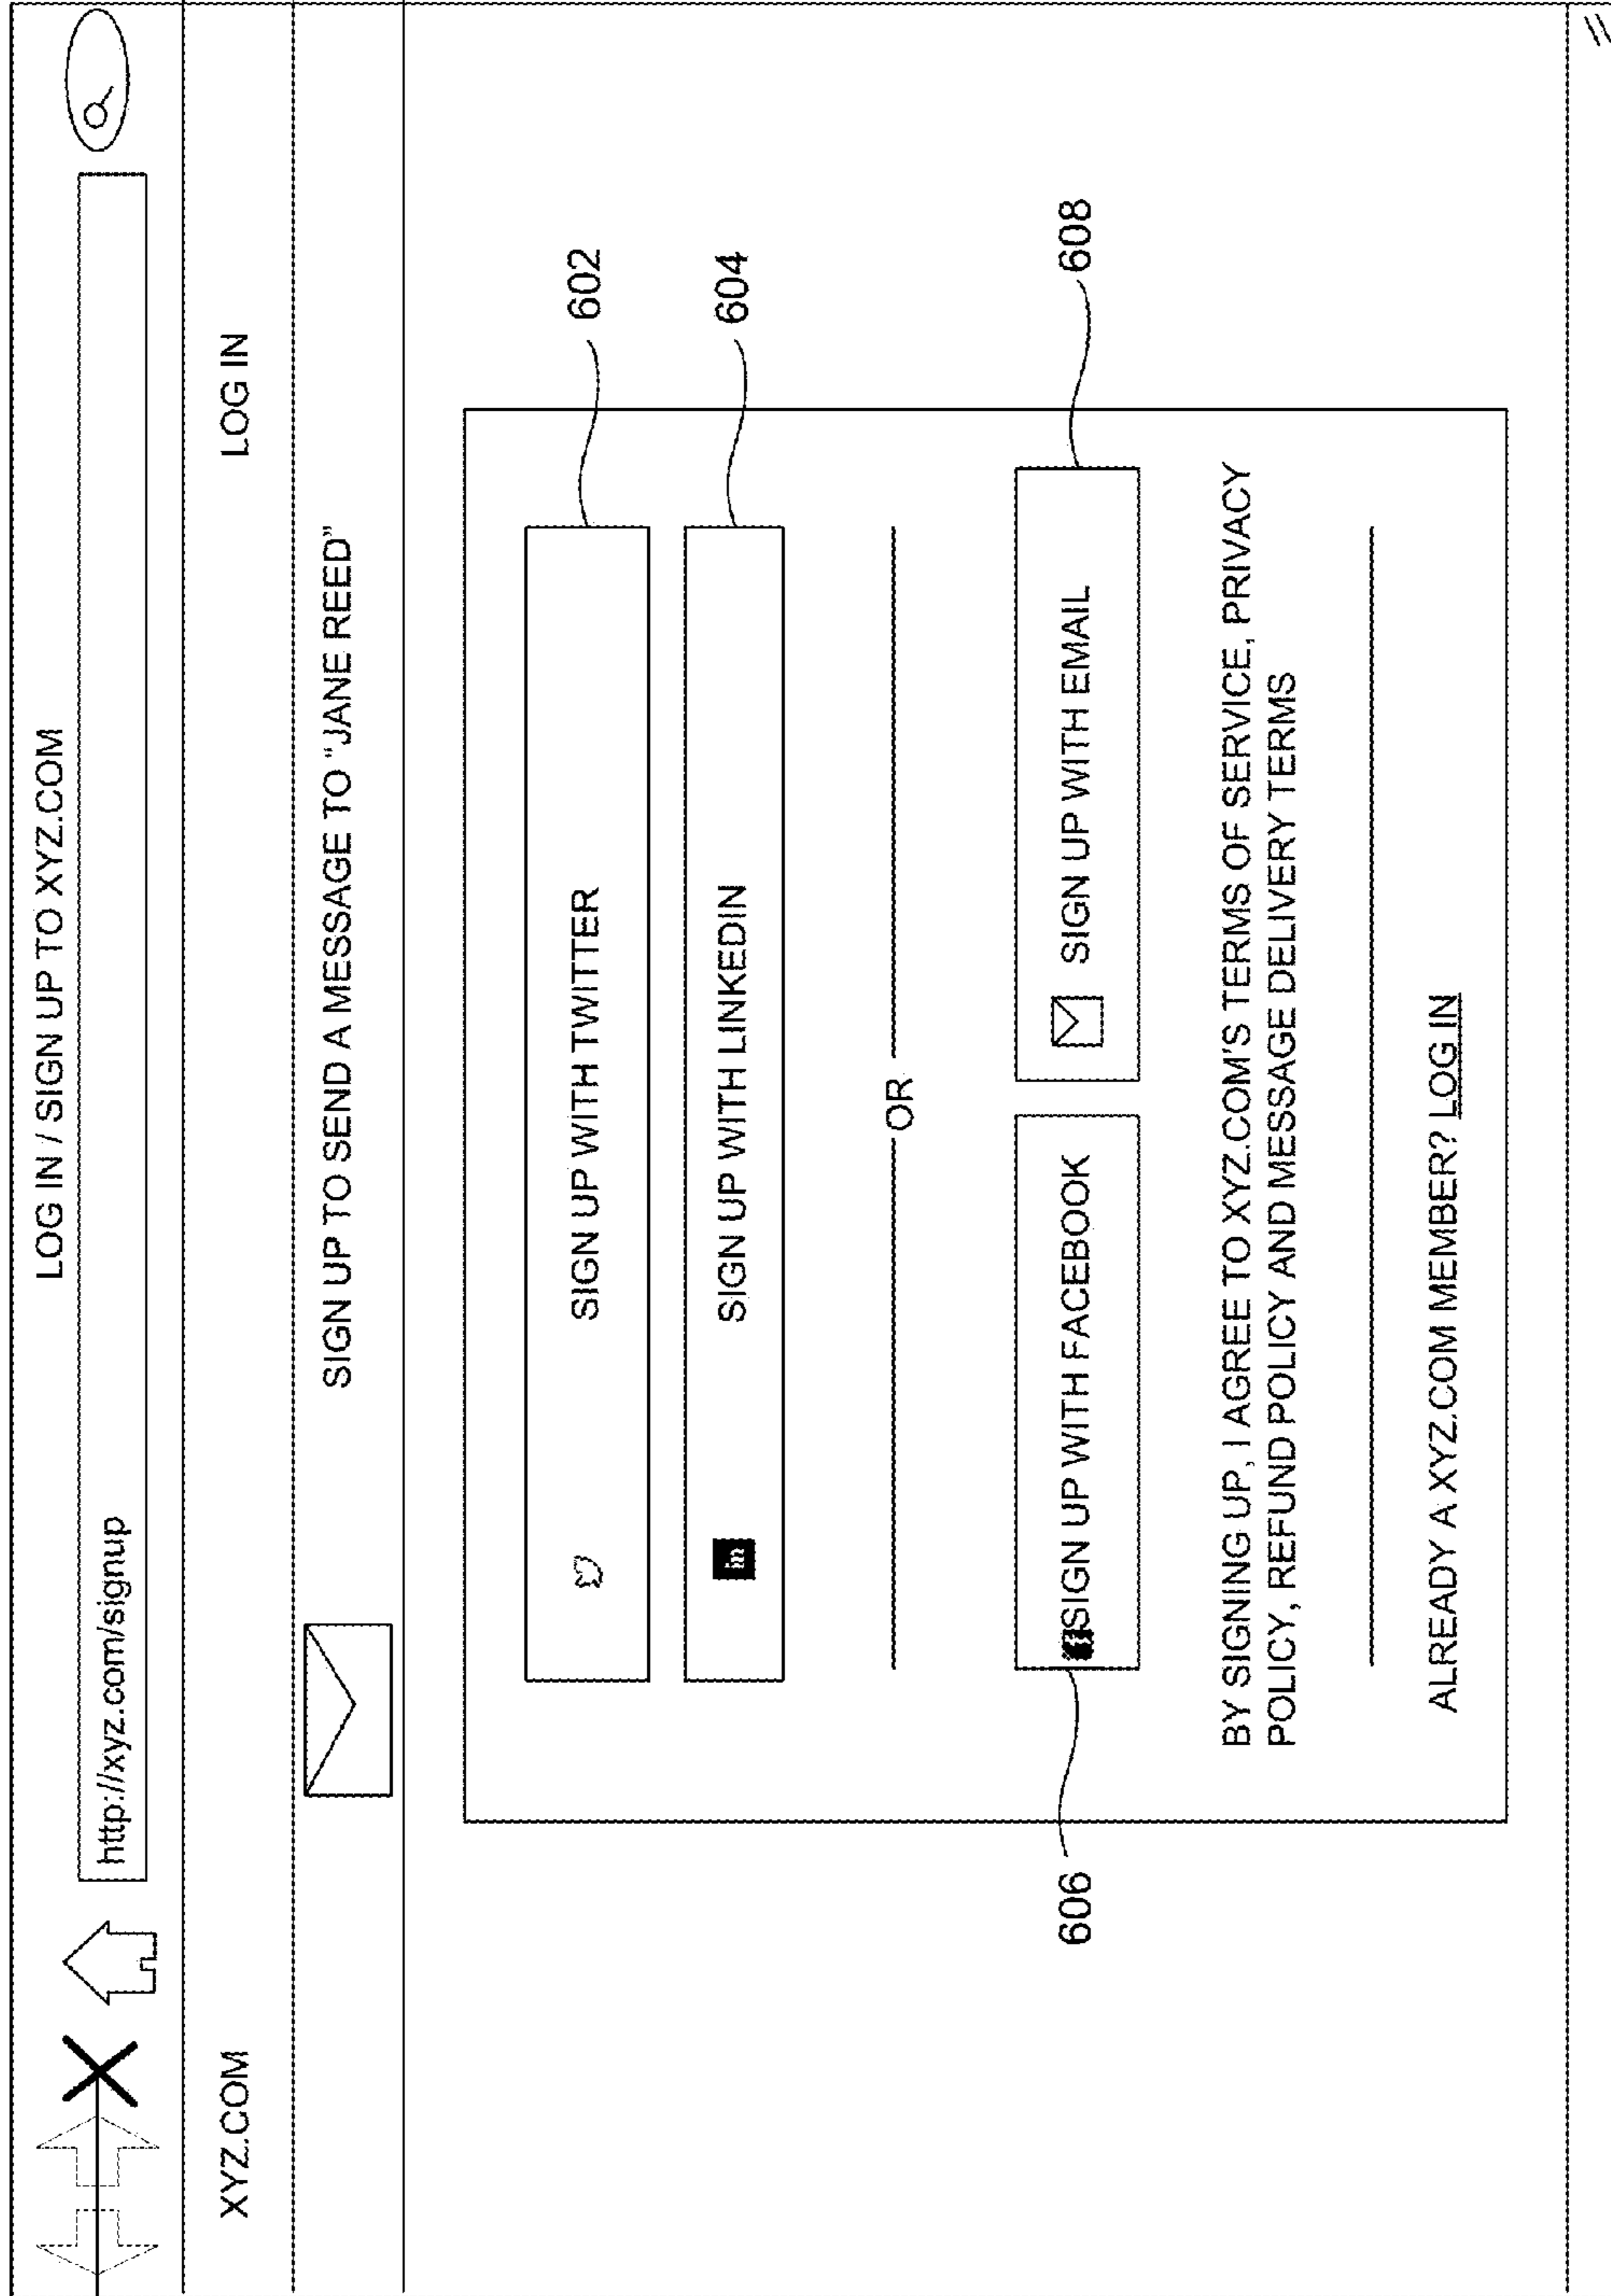 LOG IN / SIGN UP TO XYZ.COM
http://xyz.com/signup
XYZ.COM
LOG IN
SIGN UP TO SEND A MESSAGE TO "JANE REED"
SIGN UP WITH TWITTER
602
in
SIGN UP WITH LINKEDIN
604
OR
606
SIGN UP WITH FACEBOOK
SIGN UP WITH EMAIL
608
BY SIGNING UP, I AGREE TO XYZ.COM'S TERMS OF SERVICE, PRIVACY
POLICY, REFUND POLICY AND MESSAGE DELIVERY TERMS
ALREADY A XYZ.COM MEMBER? LOG IN